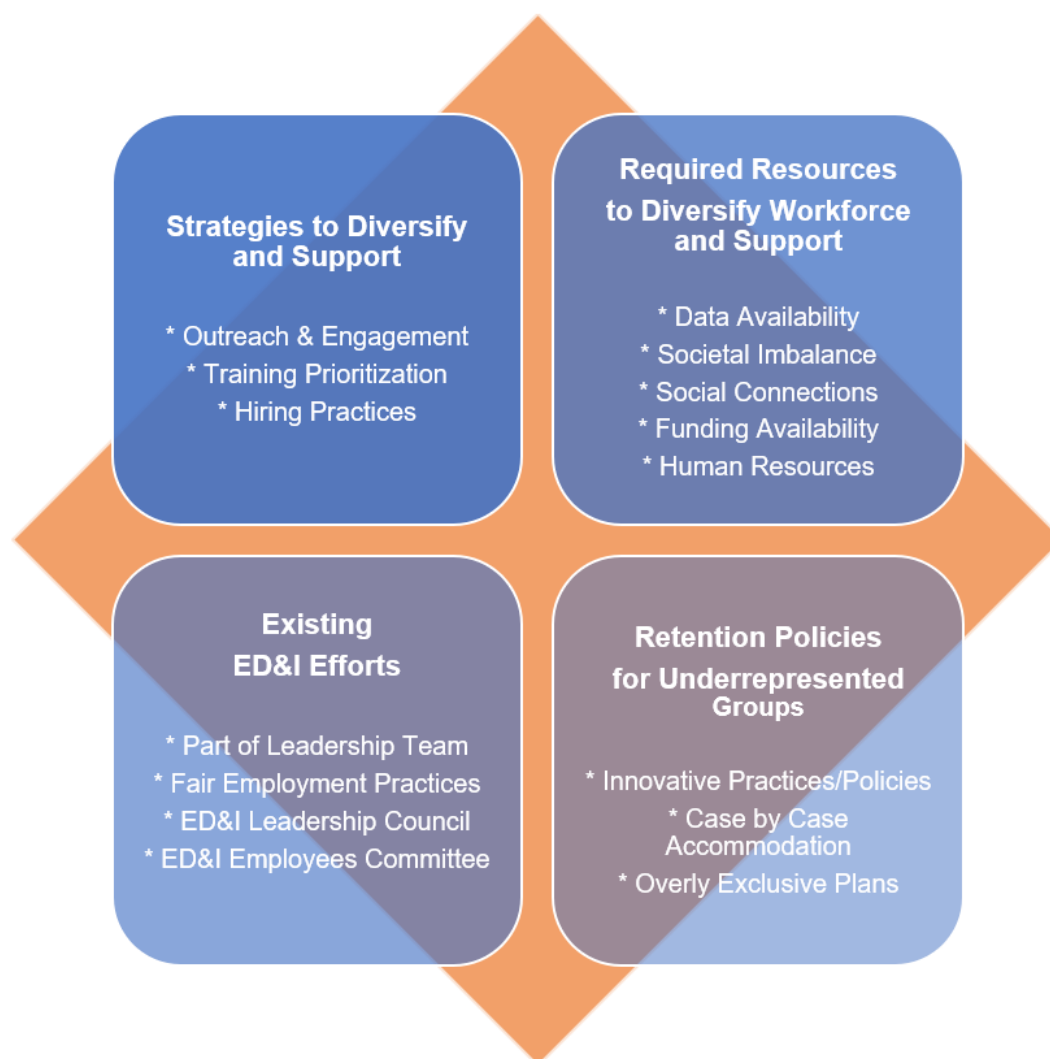 Strategies to Diversify
and Support
* Outreach & Engagement
* Training Prioritization
* Hiring Practices
Required Resources
to Diversify Workforce
and Support
* Data Availability
* Societal Imbalance
* Social Connections
* Funding Availability
* Human Resources
Existing
ED&I Efforts
* Part of Leadership Team
* Fair Employment Practices
* ED&I Leadership Council
* ED&I Employees Committee
Retention Policies
for Underrepresented
Groups
* Innovative Practices/Policies
* Case by Case
Accommodation
* Overly Exclusive Plans